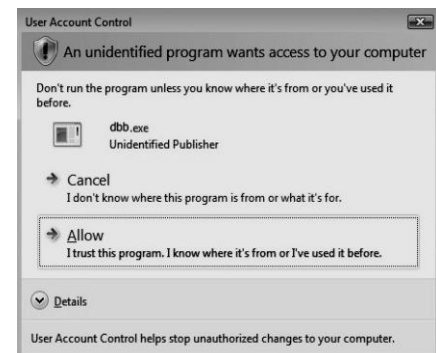 User Account Control
An unidentified program wants access to your computer
Don't run the program unless you know where it's from or you've used it
before.
dbb.exe
Unidentified Publisher
Cancel
I don't know where this program is from or what it's for.
Allow
I trust this program. I know where it's from or I've used it before.
Details
User Account Control helps stop unauthorized changes to your computer.